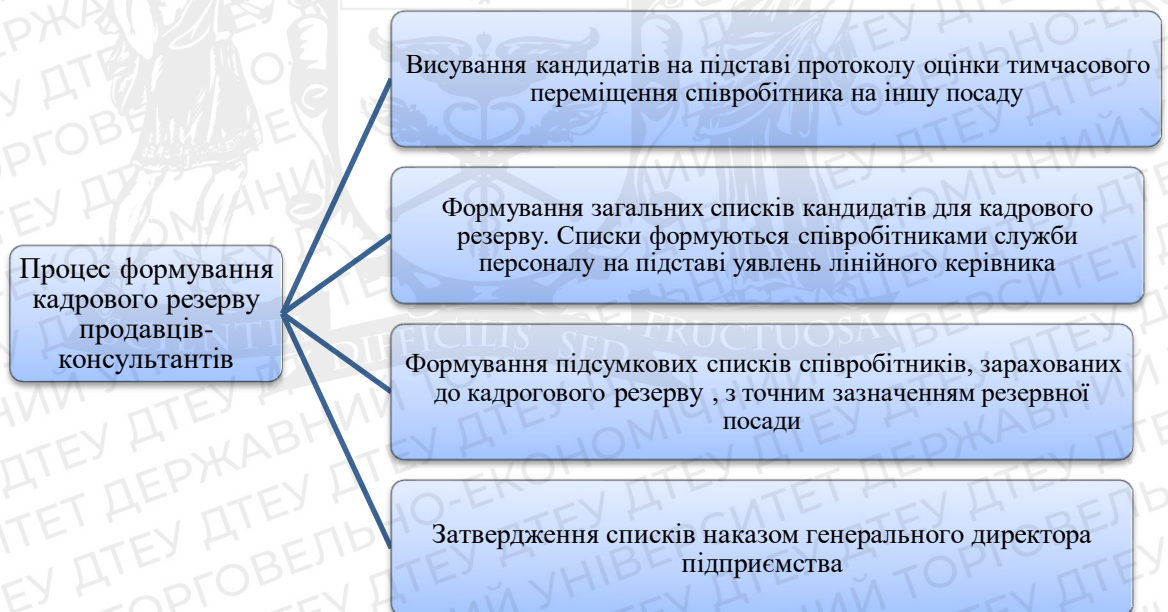 Процес формування
кадрового резерву
продавців-
консультантів
Висування кандидатів на підставі протоколу оцінки тимчасового
переміщення співробітника на іншу посаду
Формування загальних списків кандидатів для кадрового
резерву. Списки формуються співробітниками служби
персоналу на підставі уявлень лінійного керівника
Формування підсумкових списків співробітників, зарахованих
до кадрогого резерву , з точним зазначенням резервної
посади
Затвердження списків наказом генерального директора
підприємства